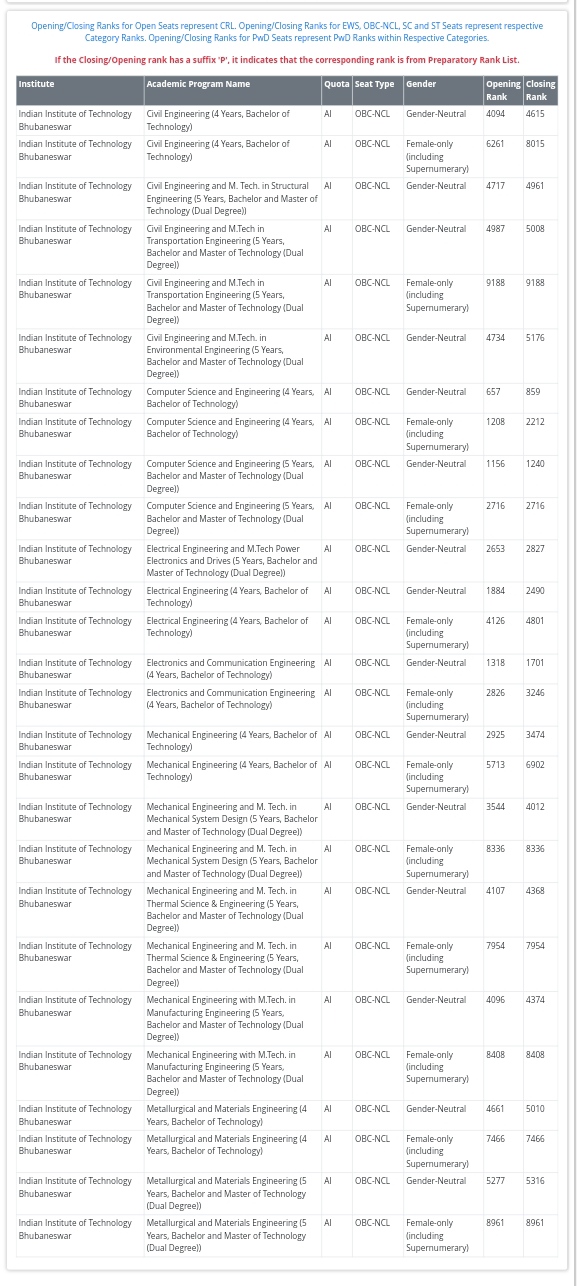 Opening/Closing Ranks for Open Seats represent CRL. Opening/Closing Ranks for EWS, OBC-NCL, SC and ST Seats represent respective
Category Ranks. Opening/Closing Ranks for PwD Seats represent PwD Ranks within Respective Categories.
If the Closing/Opening rank has a suffix 'P', it indicates that the corresponding rank is from Preparatory Rank List.
Institute Academic Program Name Quota Seat Type Gender Opening Closing
Rank Rank
Indian Institute of Technology Civil Engineering (4 Years, Bachelor of AI OBC-NCL Gender-Neutral 4094 4615
Bhubaneswar Technology)
Indian Institute of Technology Civil Engineering (4 Years, Bachelor of AI OBC-NCL Female-only 6261 8015
Bhubaneswar Technology) (including
Supernumerary)
Indian Institute of Technology Civil Engineering and M. Tech. in Structural AI OBC-NCL Gender-Neutral 4717 4961
Bhubaneswar Engineering (5 Years, Bachelor and Master of
Technology (Dual Degree))
Indian Institute of Technology Civil Engineering and M.Tech in AI OBC-NCL Gender-Neutral 4987 5008
Bhubaneswar Transportation Engineering (5 Years,
Bachelor and Master of Technology (Dual
Degree))
Indian Institute of Technology Civil Engineering and M.Tech in AI OBC-NCL Female-only 9188 9188
Bhubaneswar Transportation Engineering (5 Years, (including
Bachelor and Master of Technology (Dual Supernumerary)
Degree))
Indian Institute of Technology Civil Engineering and M.Tech. in AI OBC-NCL Gender-Neutral 4734 5176
Bhubaneswar Environmental Engineering (5 Years,
Bachelor and Master of Technology (Dual
Degree))
Indian Institute of Technology Computer Science and Engineering (4 Years, AI OBC-NCL Gender-Neutral 657 859
Bhubaneswar Bachelor of Technology)
Indian Institute of Technology Computer Science and Engineering (4 Years, AI OBC-NCL Female-only 1208 2212
Bhubaneswar Bachelor of Technology) (including
Supernumerary)
Indian Institute of Technology Computer Science and Engineering (5 Years, AI OBC-NCL Gender-Neutral 1156 1240
Bhubaneswar Bachelor and Master of Technology (Dual
Degree))
Indian Institute of Technology Computer Science and Engineering (5 Years, AI OBC-NCL Female-only 2716 2716
Bhubaneswar Bachelor and Master of Technology (Dual (including
Degree)) Supernumerary)
Indian Institute of Technology Electrical Engineering and M.Tech Power AI OBC-NCL Gender-Neutral 2653 2827
Bhubaneswar Electronics and Drives (5 Years, Bachelor and
Master of Technology (Dual Degree))
Indian Institute of Technology Electrical Engineering (4 Years, Bachelor of AI OBC-NCL Gender-Neutral 1884 2490
Bhubaneswar Technology)
Indian Institute of Technology Electrical Engineering (4 Years, Bachelor of AI OBC-NCL Female-only 4126 4801
Bhubaneswar Technology) (including
Supernumerary)
Indian Institute of Technology Electronics and Communication Engineering AI OBC-NCL Gender-Neutral 1318 1701
Bhubaneswar (4 Years, Bachelor of Technology)
Indian Institute of Technology Electronics and Communication Engineering AI OBC-NCL Female-only 2826 3246
Bhubaneswar (4 Years, Bachelor of Technology) (including
Supernumerary)
Indian Institute of Technology Mechanical Engineering (4 Years, Bachelor of AI OBC-NCL Gender-Neutral 2925 3474
Bhubaneswar Technology)
Indian Institute of Technology Mechanical Engineering (4 Years, Bachelor of AI OBC-NCL Female-only 5713 6902
Bhubaneswar Technology) (including
Supernumerary)
Indian Institute of Technology Mechanical Engineering and M. Tech. in AI OBC-NCL Gender-Neutral 3544 4012
Bhubaneswar Mechanical System Design (5 Years, Bachelor
and Master of Technology (Dual Degree))
Indian Institute of Technology Mechanical Engineering and M. Tech. in AI OBC-NCL Female-only 8336 8336
Bhubaneswar Mechanical System Design (5 Years, Bachelor (including
and Master of Technology (Dual Degree)) Supernumerary)
Indian Institute of Technology Mechanical Engineering and M. Tech. in AI OBC-NCL Gender-Neutral 4107 4368
Bhubaneswar Thermal Science & Engineering (5 Years,
Bachelor and Master of Technology (Dual
Degree))
Indian Institute of Technology Mechanical Engineering and M. Tech. in AI OBC-NCL Female-only 7954 7954
Bhubaneswar Thermal Science & Engineering (5 Years, (including
Bachelor and Master of Technology (Dual Supernumerary)
Degree))
Indian Institute of Technology Mechanical Engineering with M.Tech. in AI OBC-NCL Gender-Neutral 4096 4374
Bhubaneswar Manufacturing Engineering (5 Years,
Bachelor and Master of Technology (Dual
Degree))
Indian Institute of Technology Mechanical Engineering with M.Tech. in AI OBC-NCL Female-only 8408 8408
Bhubaneswar Manufacturing Engineering (5 Years, (including
Bachelor and Master of Technology (Dual Supernumerary)
Degree))
Indian Institute of Technology Metallurgical and Materials Engineering (4 AI OBC-NCL Gender-Neutral 4661 5010
Bhubaneswar Years, Bachelor of Technology)
Indian Institute of Technology Metallurgical and Materials Engineering (4 AI OBC-NCL Female-only 7466 7466
Bhubaneswar Years, Bachelor of Technology) (including
Supernumerary)
Indian Institute of Technology Metallurgical and Materials Engineering (5 AI OBC-NCL Gender-Neutral 5277 5316
Bhubaneswar Years, Bachelor and Master of Technology
(Dual Degree))
Indian Institute of Technology Metallurgical and Materials Engineering (5 AI OBC-NCL Female-only 8961 8961
Bhubaneswar Years, Bachelor and Master of Technology (including
(Dual Degree)) Supernumerary)